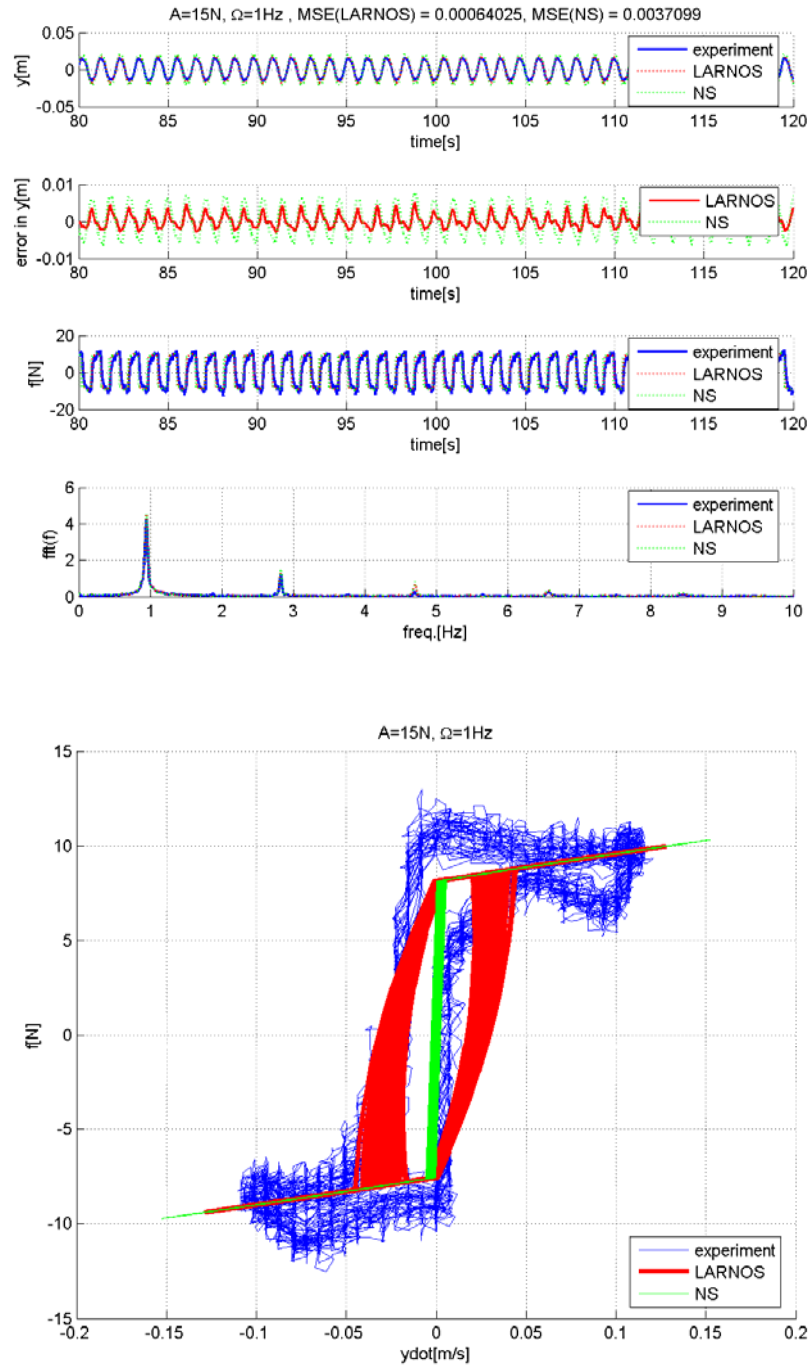 A=15N, Ω=1Hz , MSE(LARNOS) = 0.00064025, MSE(NS) = 0.0037099
0.05
0
-0.05
y[m]
experiment
LARNOS
NS
80 85 90 95 100 105 110 115 120
time[s]
0.01
0
-0.01
error in y[m]
LARNOS
NS
80 85 90 95 100 105 110 115 120
time[s]
20
0
-20
f[N]
experiment
LARNOS
NS
80 85 90 95 100 105 110 115 120
time[s]
6
4
2
0
fft(f)
experiment
LARNOS
NS
0 1 2 3 4 5 6 7 8 9 10
freq.[Hz]
A=15N, Ω=1Hz
15
10
5
0
-5
-10
-15
f[N]
experiment
LARNOS
NS
-0.2 -0.15 -0.1 -0.05 0 0.05 0.1 0.15 0.2
ydot[m/s]